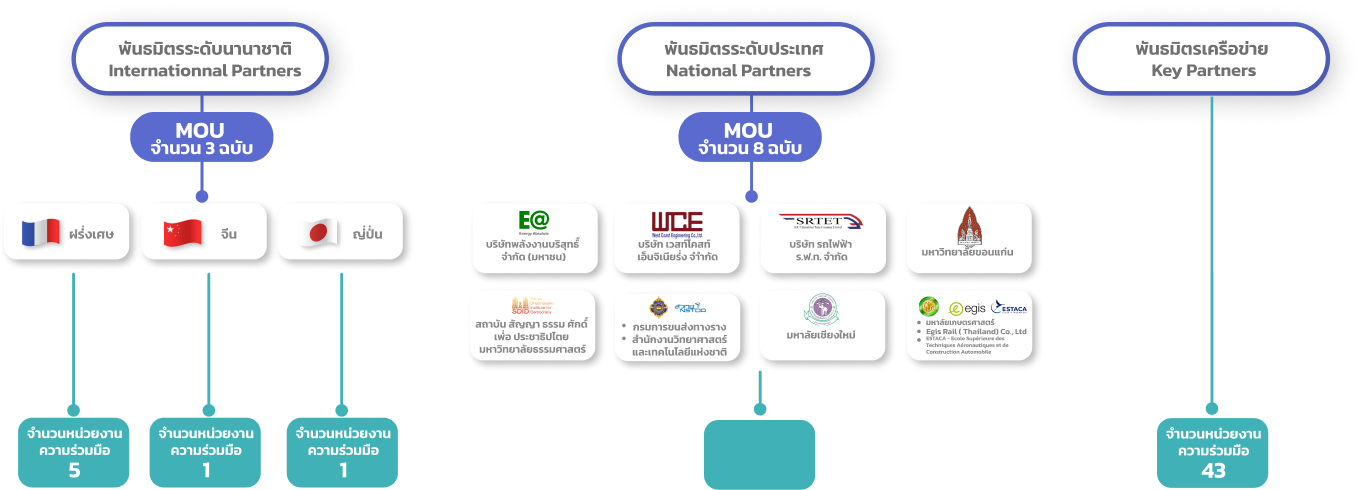 พันธมิตรระดับนานาชาติ
Internationnal Partners
MOU
จำนวน 3 ฉบับ
ฝรั่งเศษ
จีน
ญี่ปุ่น
จำนวนหน่วยงาน
ความร่วมมือ
5
จำนวนหน่วยงาน
ความร่วมมือ
1
จำนวนหน่วยงาน
ความร่วมมือ
1
พันธมิตรระดับประเทศ
National Partners
MOU
จำนวน 8 ฉบับ
E@
Energy Absolute
บริษัทพลังงานบริสุทธิ์
จำกัด (มหาชน)
WCE
West Coast Engineering Co.,Ltd.
บริษัท เวสท์โคสท์
เอ็นจิเนียริ่ง จำกัด
SRTET
บริษัท รถไฟฟ้า
ร.ฟ.ท. จำกัด
มหาวิทยาลัยขอนแก่น
SDID
สถาบัน สัญญา ธรรม ศักดิ์
เพื่อ ประชาธิปไตย
มหาวิทยาลัยธรรมศาสตร์
สวทช
NSTDA
• กรมการขนส่งทางราง
• สำนักงานวิทยาศาสตร์
และเทคโนโลยีแห่งชาติ
มหาลัยเชียงใหม่
egis
ESTACA
• มหาลัยเกษตรศาสตร์
• Egis Rail ( Thailand) Co., Ltd
• ESTACA - Ecole Supérieure des
Techniques Aéronautiques et de
Construction Automobile
พันธมิตรเครือข่าย
Key Partners
จำนวนหน่วยงาน
ความร่วมมือ
43